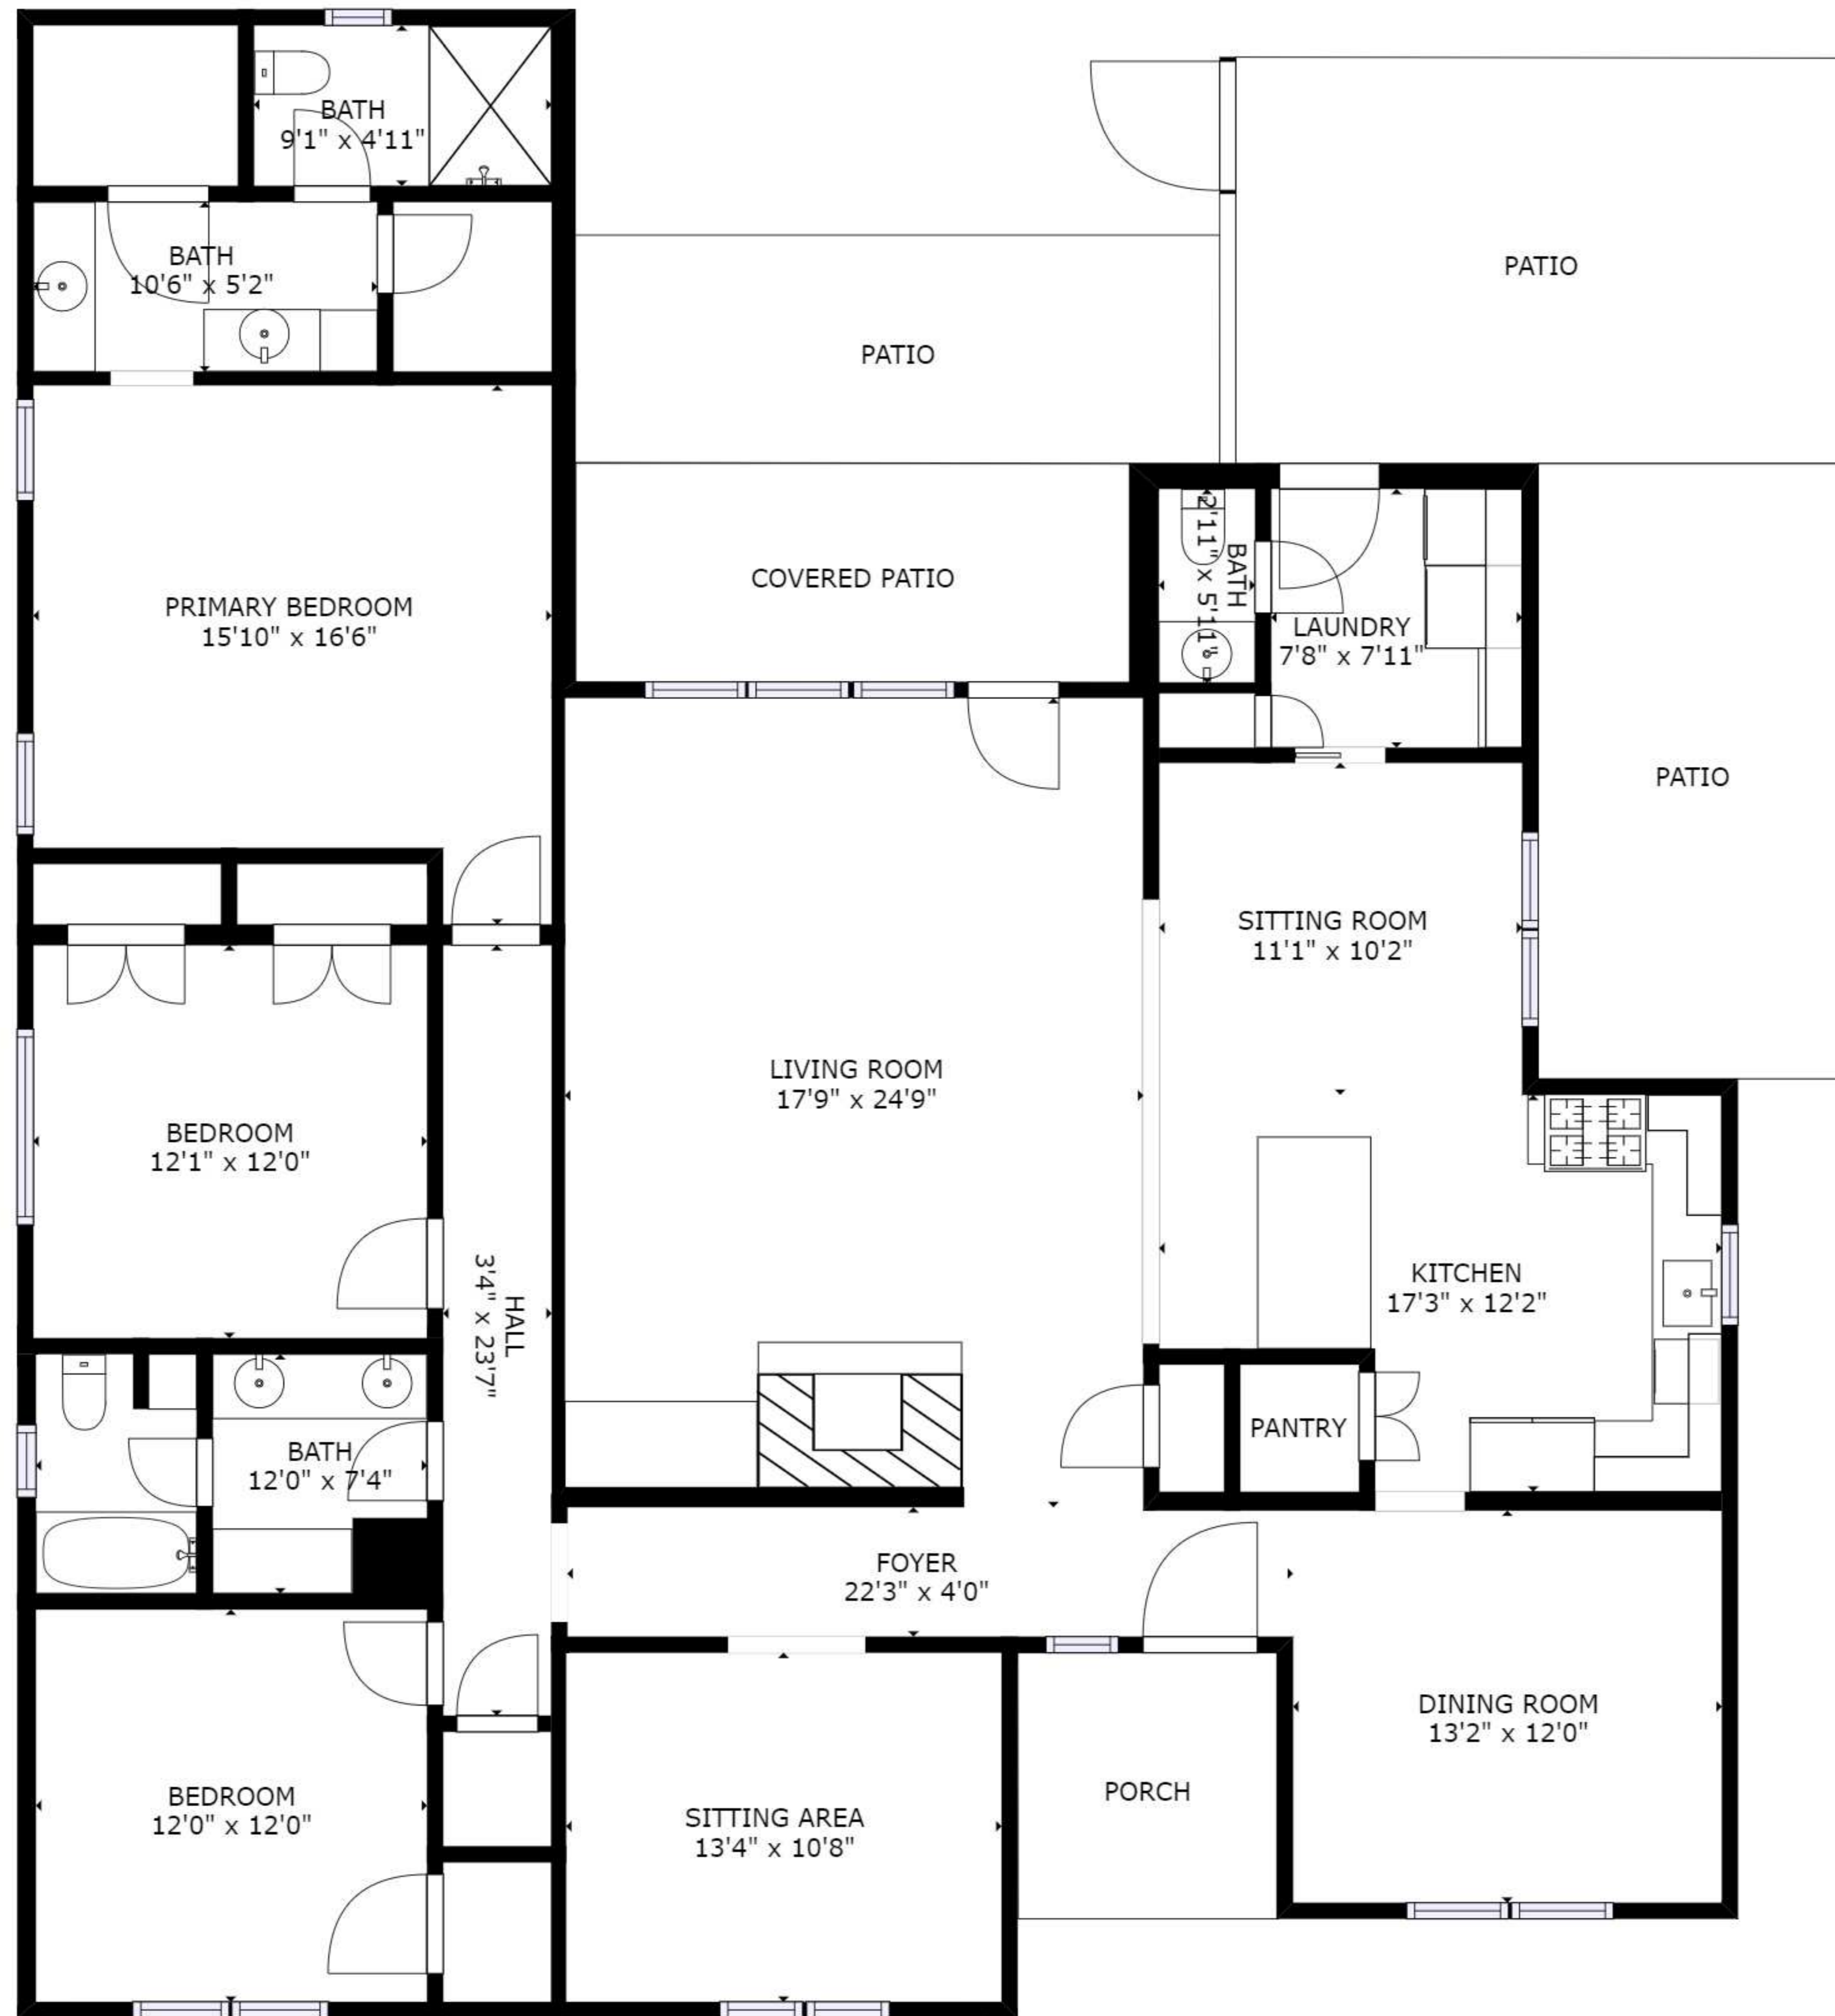 BATH
9'1" x 4'11"
BATH
10'6" x 5'2"
PATIO
PATIO
COVERED PATIO
BATH
2'11" x 5'11"
LAUNDRY
7'8" x 7'11"
PRIMARY BEDROOM
15'10" x 16'6"
PATIO
SITTING ROOM
11'1" x 10'2"
LIVING ROOM
17'9" x 24'9"
BEDROOM
12'1" x 12'0"
HALL
3'4" x 23'7"
KITCHEN
17'3" x 12'2"
PANTRY
BATH
12'0" x 7'4"
FOYER
22'3" x 4'0"
DINING ROOM
13'2" x 12'0"
PORCH
BEDROOM
12'0" x 12'0"
SITTING AREA
13'4" x 10'8"